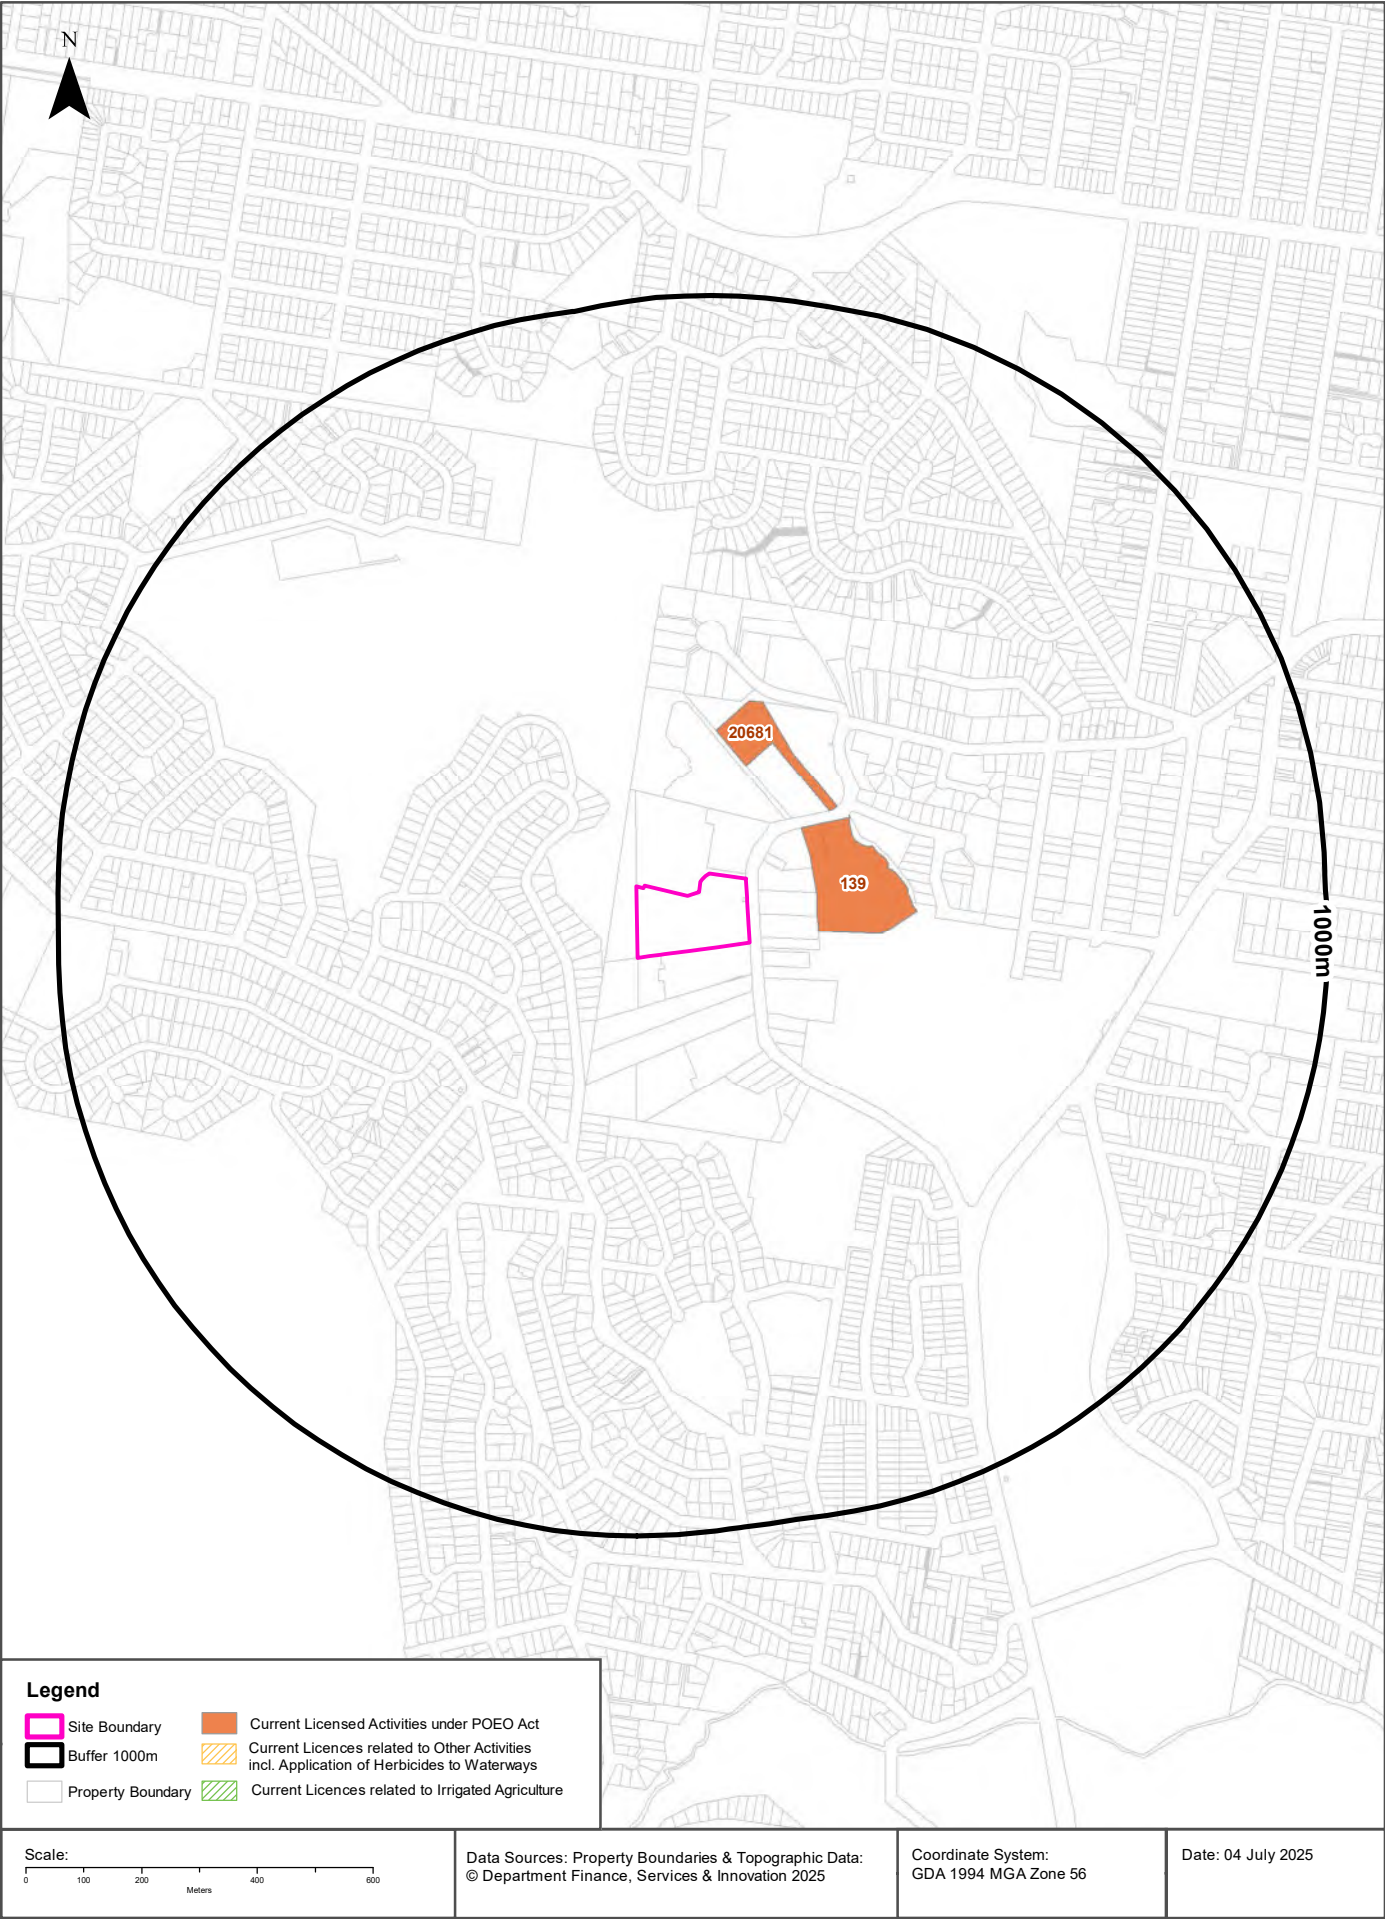 N
20681
139
1000m
Legend
Site Boundary
Buffer 1000m
Property Boundary
Current Licensed Activities under POEO Act
Current Licences related to Other Activities
incl. Application of Herbicides to Waterways
Current Licences related to Irrigated Agriculture
Scale:
0 100 200 400 600
Meters
Data Sources: Property Boundaries & Topographic Data:
© Department Finance, Services & Innovation 2025
Coordinate System:
GDA 1994 MGA Zone 56
Date: 04 July 2025